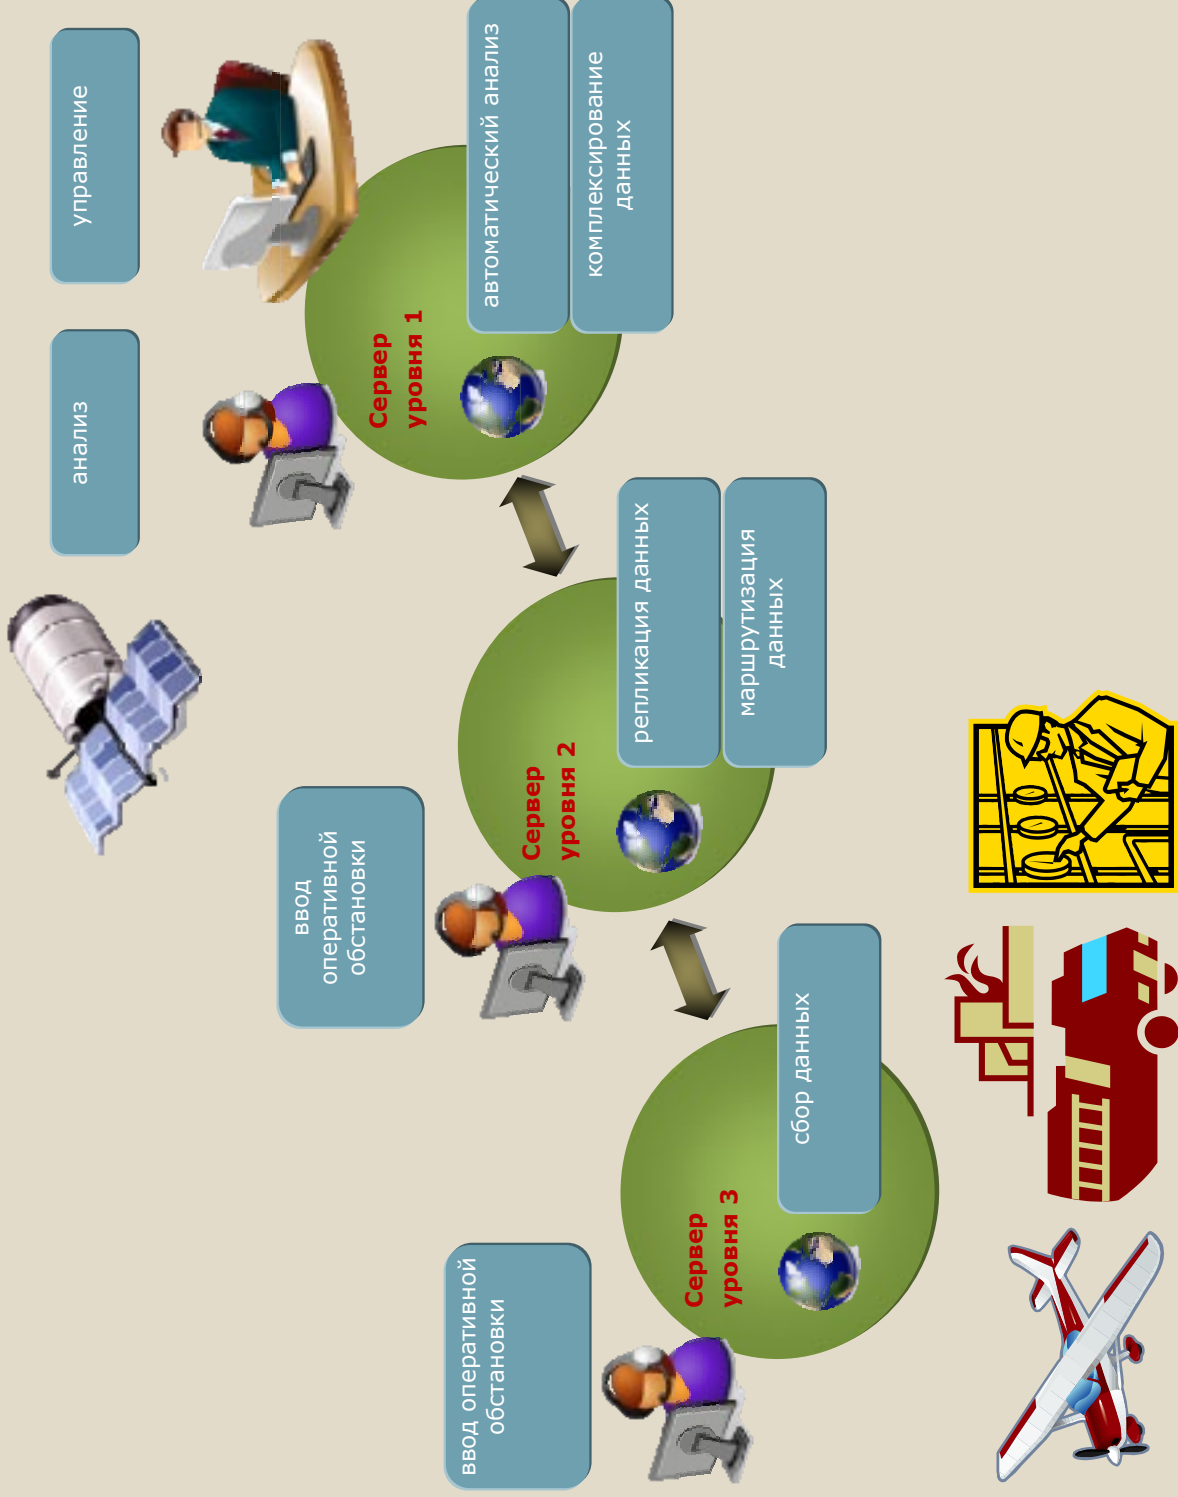 управление
анализ
Сервер
уровня 1
автоматический анализ
комплексирование
данных
ввод
оперативной
обстановки
Сервер
уровня 2
репликация данных
маршрутизация
данных
ввод оперативной
обстановки
Сервер
уровня 3
сбор данных